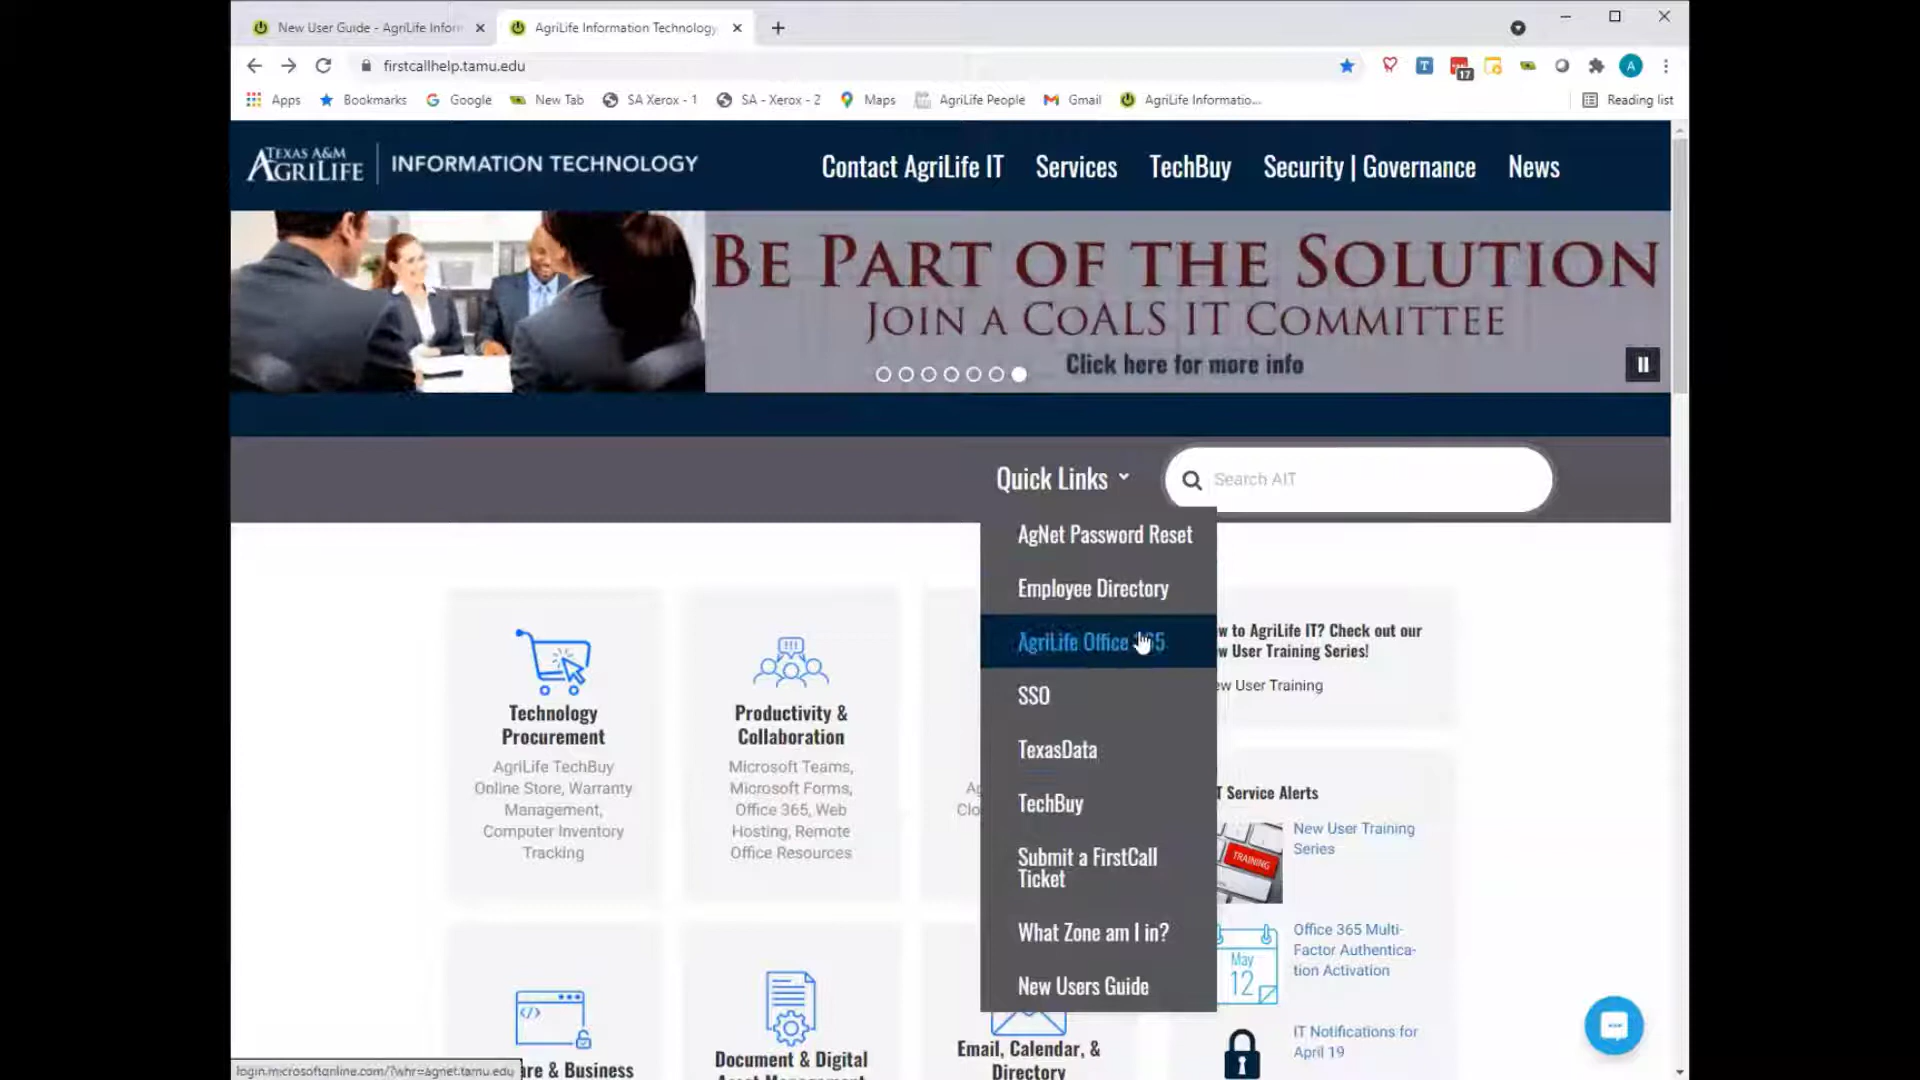 New User Guide - AgriLife Infor
AgriLife Information Technology
firstcallhelp.tamu.edu
T
17
A
Apps
Bookmarks
Google
New Tab
SA Xerox - 1
SA - Xerox - 2
Maps
AgriLife People
Gmail
AgriLife Informatio...
Reading list
TEXAS A&M
AGRILIFE
INFORMATION TECHNOLOGY
Contact AgriLife IT
Services
TechBuy
Security | Governance
News
BE PART OF THE SOLUTION
JOIN A COALS IT COMMITTEE
Click here for more info
Quick Links
Search AIT
AgNet Password Reset
Employee Directory
AgriLife Office 65
SSO
TexasData
TechBuy
Submit a FirstCall
Ticket
What Zone am I in?
New Users Guide
Technology
Procurement
AgriLife TechBuy
Online Store, Warranty
Management,
Computer Inventory
Tracking
Productivity &
Collaboration
Microsoft Teams,
Microsoft Forms,
Office 365, Web
Hosting, Remote
Office Resources
Ag
Clo
w to AgriLife IT? Check out our
w User Training Series!
ew User Training
T Service Alerts
TRAINING
New User Training
Series
May
12
Office 365 Multi-
Factor Authentica-
tion Activation
IT Notifications for
April 19
are & Business
Document & Digital
Email, Calendar, &
Directory
login.microsoftonline.com/?whr=agnet.tamu.edu